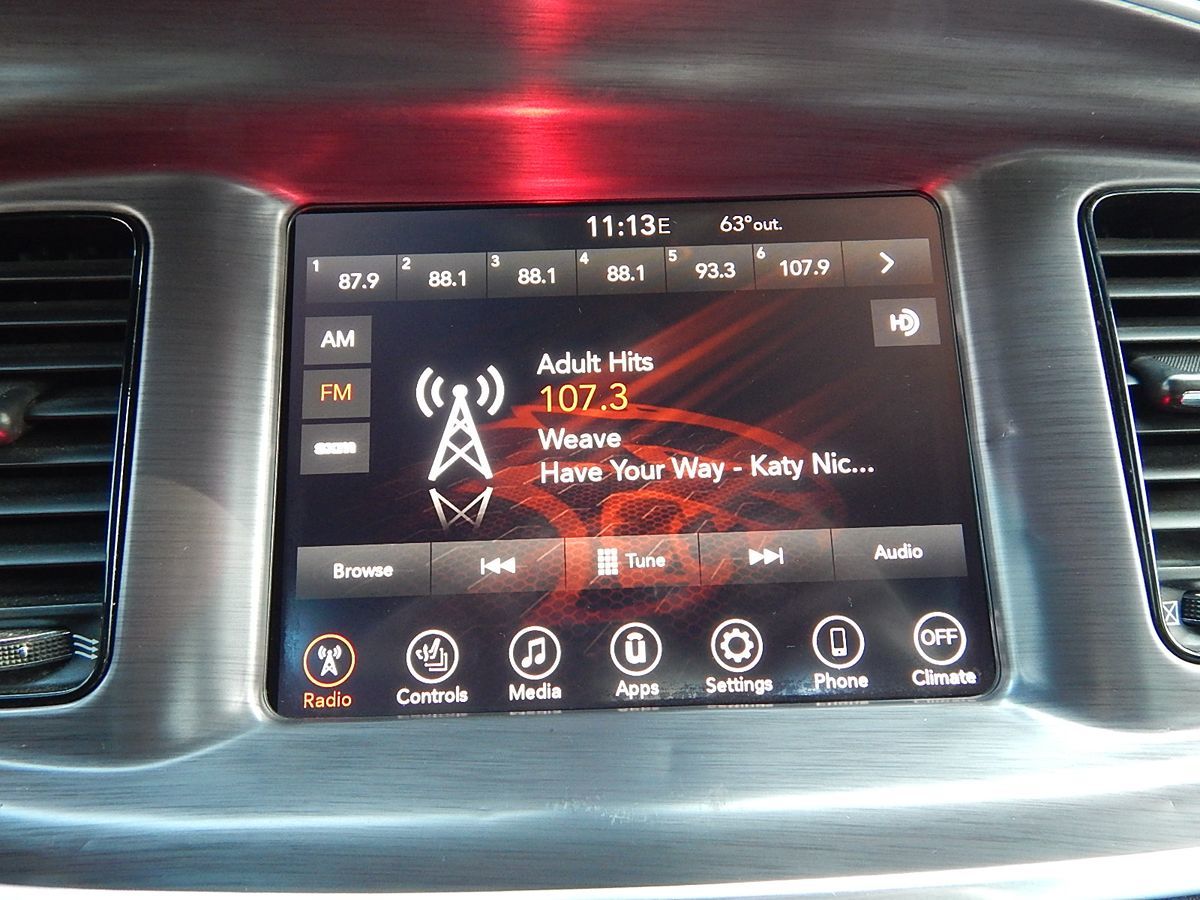 11:13E 63° out.
1 87.9 2 88.1 3 88.1 4 88.1 5 93.3 6 107.9
HD
AM
FM
sxm
Adult Hits
107.3
Weave
Have Your Way - Katy Nic...
Browse Tune Audio
OFF
Radio Controls Media Apps Settings Phone Climate